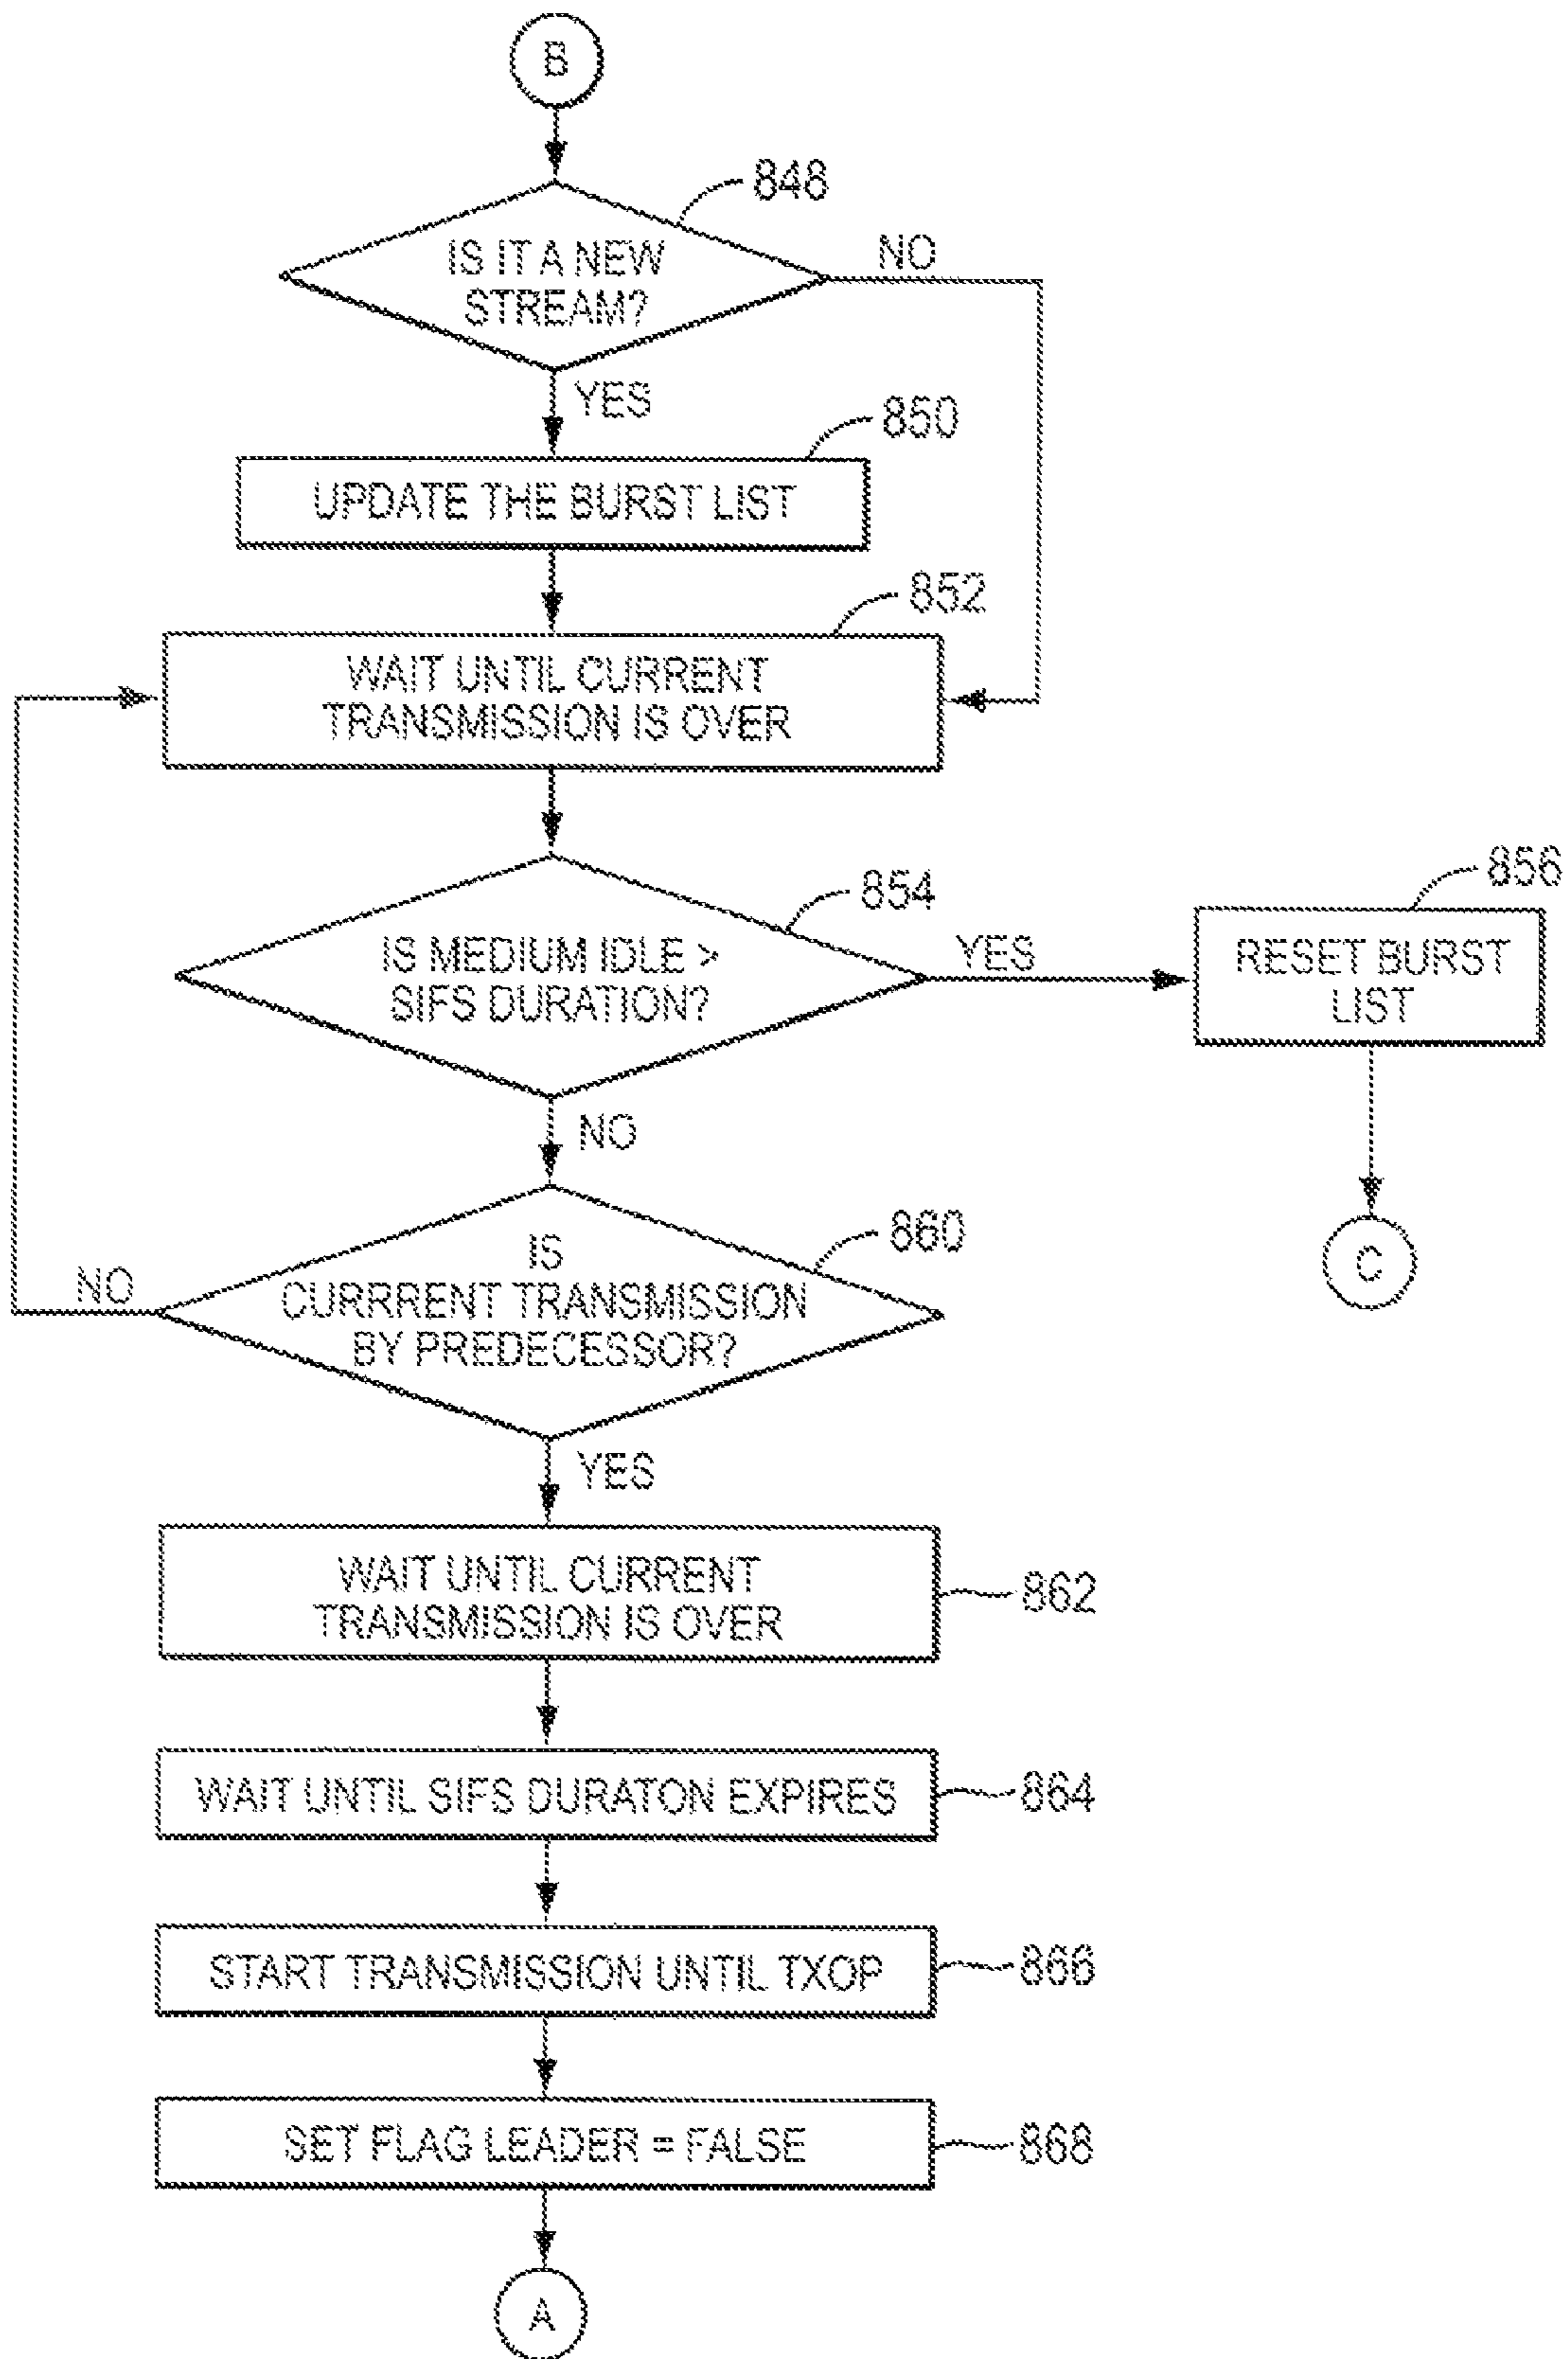 B
848
IS IT A NEW
STREAM?
NO
YES
850
UPDATE THE BURST LIST
852
WAIT UNTIL CURRENT
TRANSMISSION IS OVER
854
IS MEDIUM IDLE >
SIFS DURATION?
YES
856
RESET BURST
LIST
NO
C
860
IS
CURRRENT TRANSMISSION
BY PREDECESSOR?
NO
YES
WAIT UNTIL CURRENT
TRANSMISSION IS OVER
862
WAIT UNTIL SIFS DURATON EXPIRES
864
START TRANSMISSION UNTIL TXOP
866
SET FLAG LEADER = FALSE
868
A